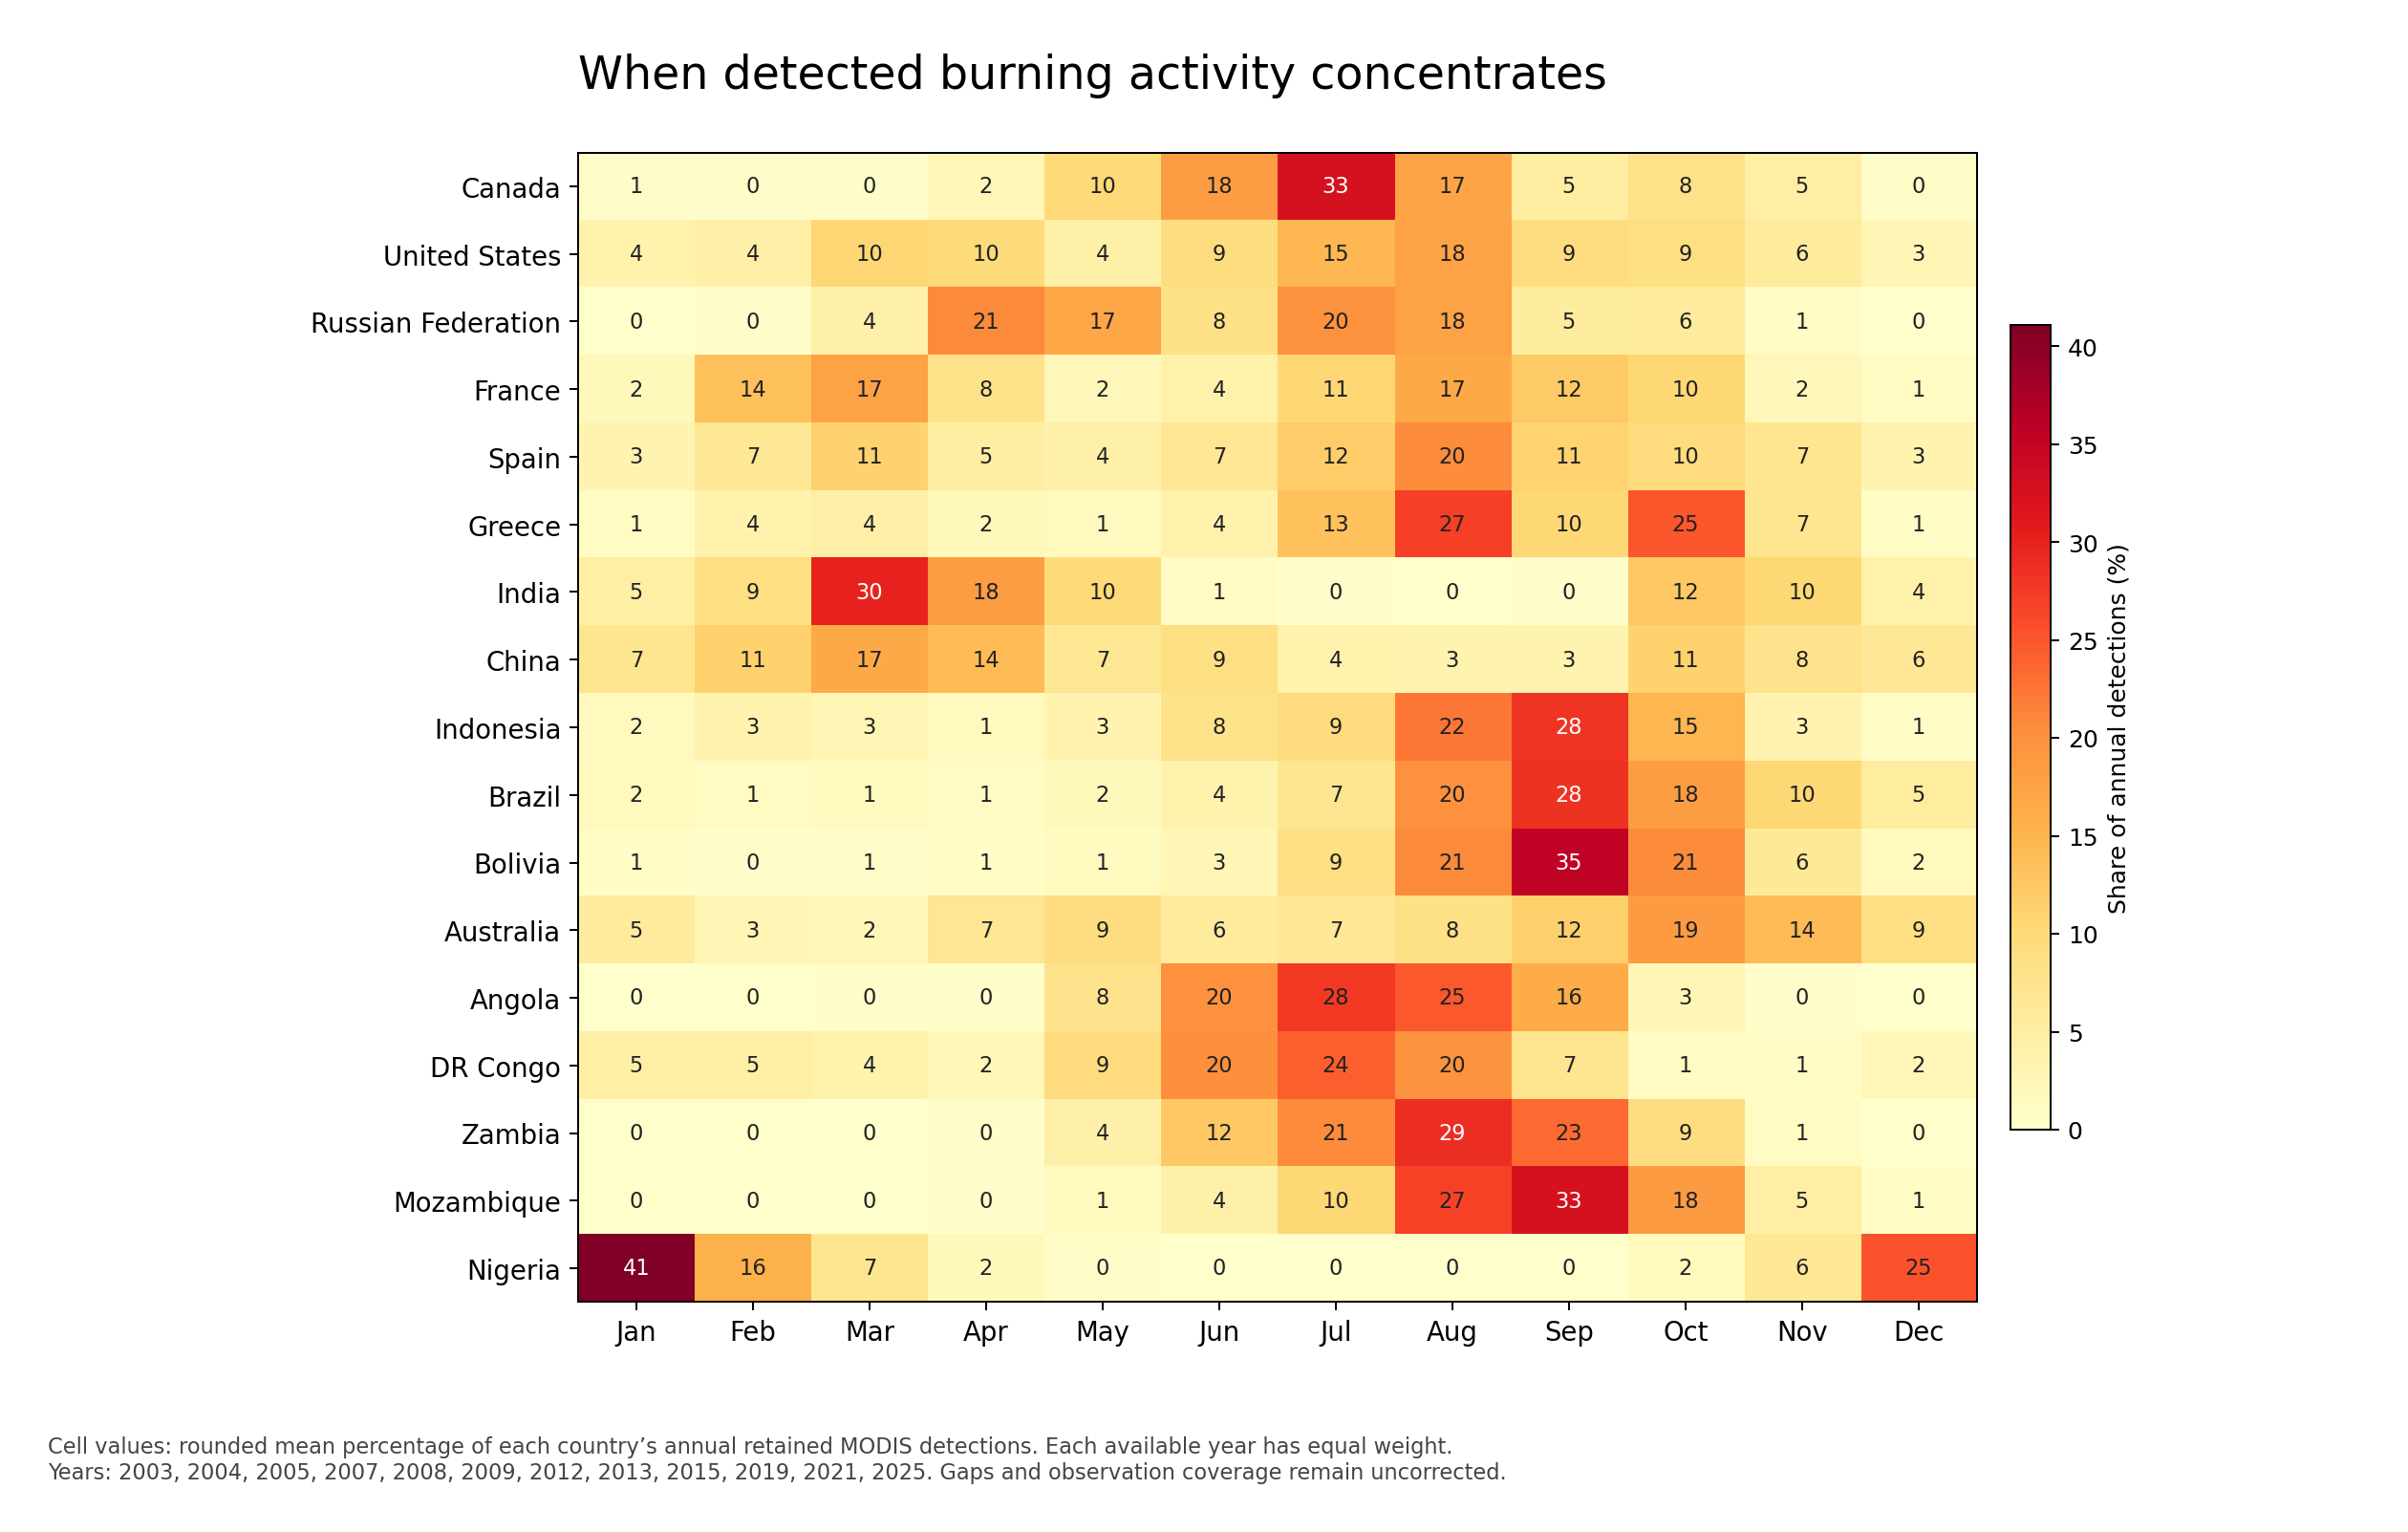 When detected burning activity concentrates
Canada 1 0 0 2 10 18 33 17 5 8 5 0
United States 4 4 10 10 4 9 15 18 9 9 6 3
Russian Federation 0 0 4 21 17 8 20 18 5 6 1 0
France 2 14 17 8 2 4 11 17 12 10 2 1
Spain 3 7 11 5 4 7 12 20 11 10 7 3
Greece 1 4 4 2 1 4 13 27 10 25 7 1
India 5 9 30 18 10 1 0 0 0 12 10 4
China 7 11 17 14 7 9 4 3 3 11 8 6
Indonesia 2 3 3 1 3 8 9 22 28 15 3 1
Brazil 2 1 1 1 2 4 7 20 28 18 10 5
Bolivia 1 0 1 1 1 3 9 21 35 21 6 2
Australia 5 3 2 7 9 6 7 8 12 19 14 9
Angola 0 0 0 0 8 20 28 25 16 3 0 0
DR Congo 5 5 4 2 9 20 24 20 7 1 1 2
Zambia 0 0 0 0 4 12 21 29 23 9 1 0
Mozambique 0 0 0 0 1 4 10 27 33 18 5 1
Nigeria 41 16 7 2 0 0 0 0 0 2 6 25
Jan Feb Mar Apr May Jun Jul Aug Sep Oct Nov Dec
40
35
30
25
20
15
10
5
0
Share of annual detections (%)
Cell values: rounded mean percentage of each country’s annual retained MODIS detections. Each available year has equal weight.
Years: 2003, 2004, 2005, 2007, 2008, 2009, 2012, 2013, 2015, 2019, 2021, 2025. Gaps and observation coverage remain uncorrected.